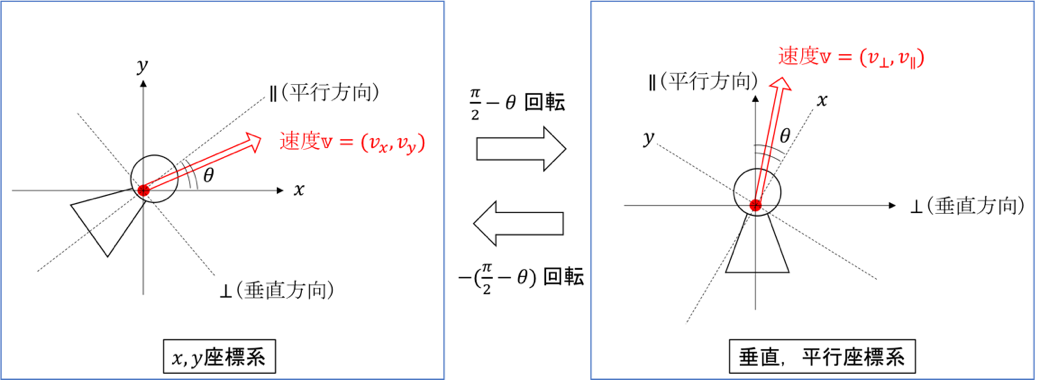 y
∥(平行方向)
速度𝕧 = (v_x, v_y)
θ
x
⊥(垂直方向)
x, y座標系
π/2 − θ 回転
−(π/2 − θ) 回転
速度𝕧 = (v_⊥, v_∥)
∥(平行方向)
x
y
θ
⊥(垂直方向)
垂直，平行座標系